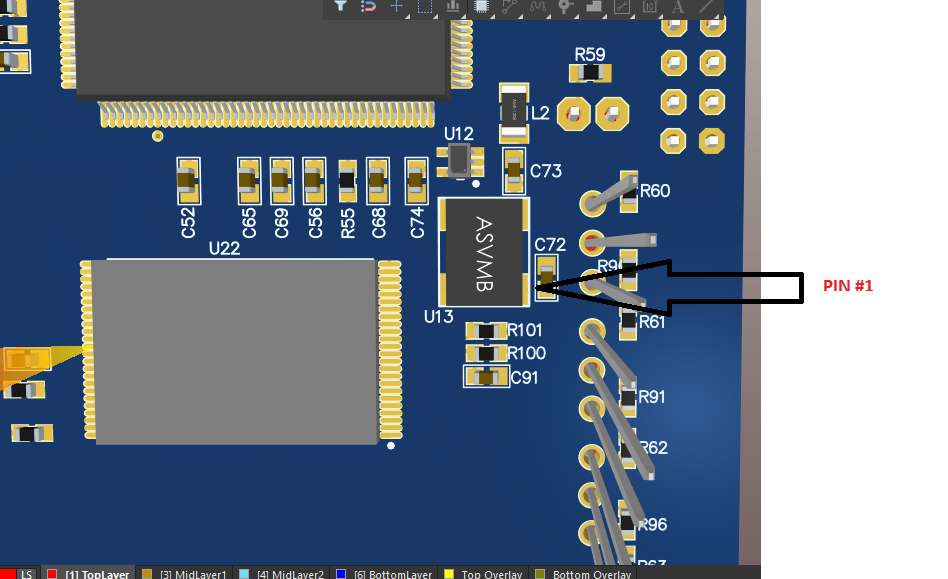 R59
L2
U12
C73
R60
C52
C65
C69
C56
R55
C68
C74
U22
ASVMB
C72
PIN #1
U13
R61
R101
R100
C91
R91
R62
R96
LS
[1] TopLayer
[3] MidLayer1
[4] MidLayer2
[6] BottomLayer
Top Overlay
Bottom Overlay